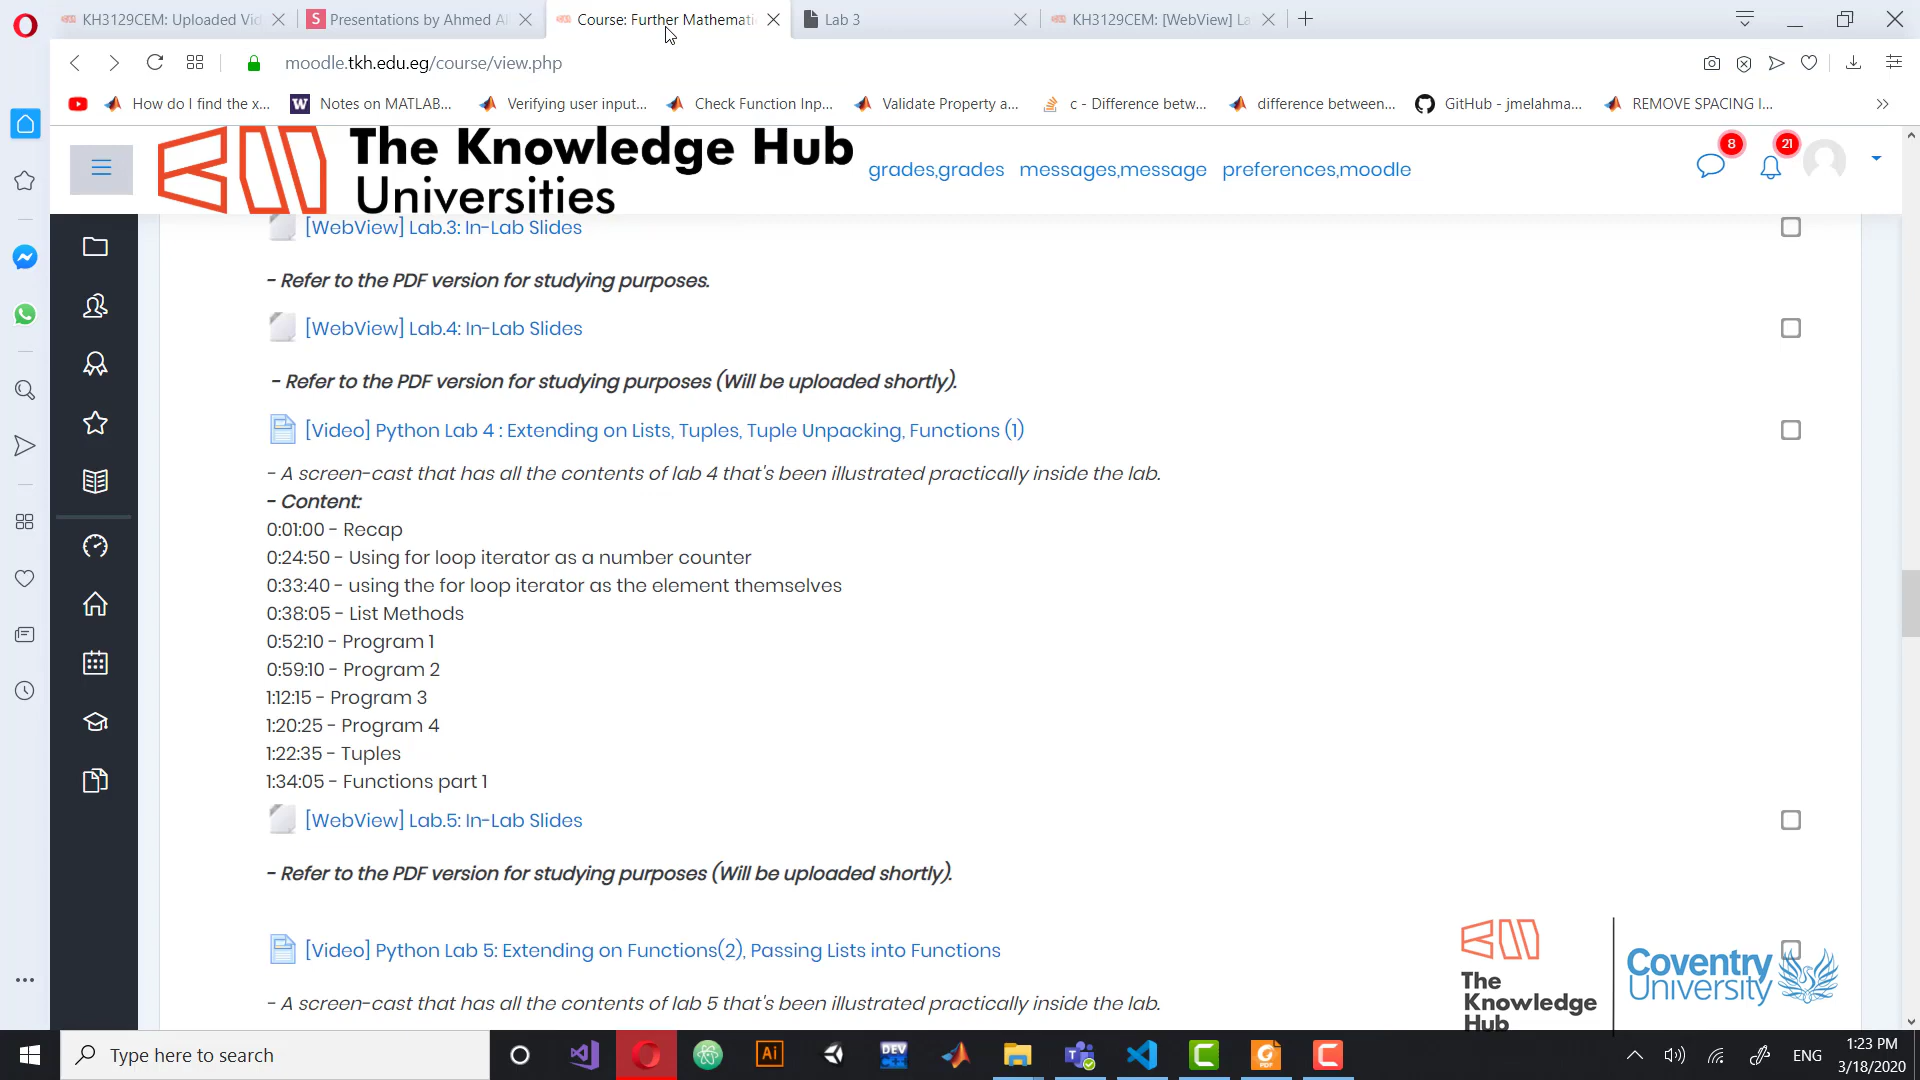 KH3129CEM: Uploaded Vid
Presentations by Ahmed Al
Course: Further Mathemati
Lab 3
KH3129CEM: [WebView] La
moodle.tkh.edu.eg/course/view.php
How do I find the x...
W
Notes on MATLAB...
Verifying user input...
Check Function Inp...
Validate Property a...
c - Difference betw...
difference between...
GitHub - jmelahma...
REMOVE SPACING I...
The Knowledge Hub
Universities
grades,grades
messages,message
preferences,moodle
8
21
[WebView] Lab.3: In-Lab Slides
- Refer to the PDF version for studying purposes.
[WebView] Lab.4: In-Lab Slides
- Refer to the PDF version for studying purposes (Will be uploaded shortly).
[Video] Python Lab 4 : Extending on Lists, Tuples, Tuple Unpacking, Functions (1)
- A screen-cast that has all the contents of lab 4 that's been illustrated practically inside the lab.
- Content:
0:01:00 - Recap
0:24:50 - Using for loop iterator as a number counter
0:33:40 - using the for loop iterator as the element themselves
0:38:05 - List Methods
0:52:10 - Program 1
0:59:10 - Program 2
1:12:15 - Program 3
1:20:25 - Program 4
1:22:35 - Tuples
1:34:05 - Functions part 1
[WebView] Lab.5: In-Lab Slides
- Refer to the PDF version for studying purposes (Will be uploaded shortly).
[Video] Python Lab 5: Extending on Functions(2), Passing Lists into Functions
- A screen-cast that has all the contents of lab 5 that's been illustrated practically inside the lab.
The
Knowledge
Hub
Coventry
University
Type here to search
Ai
DEV
ENG
1:23 PM
3/18/2020